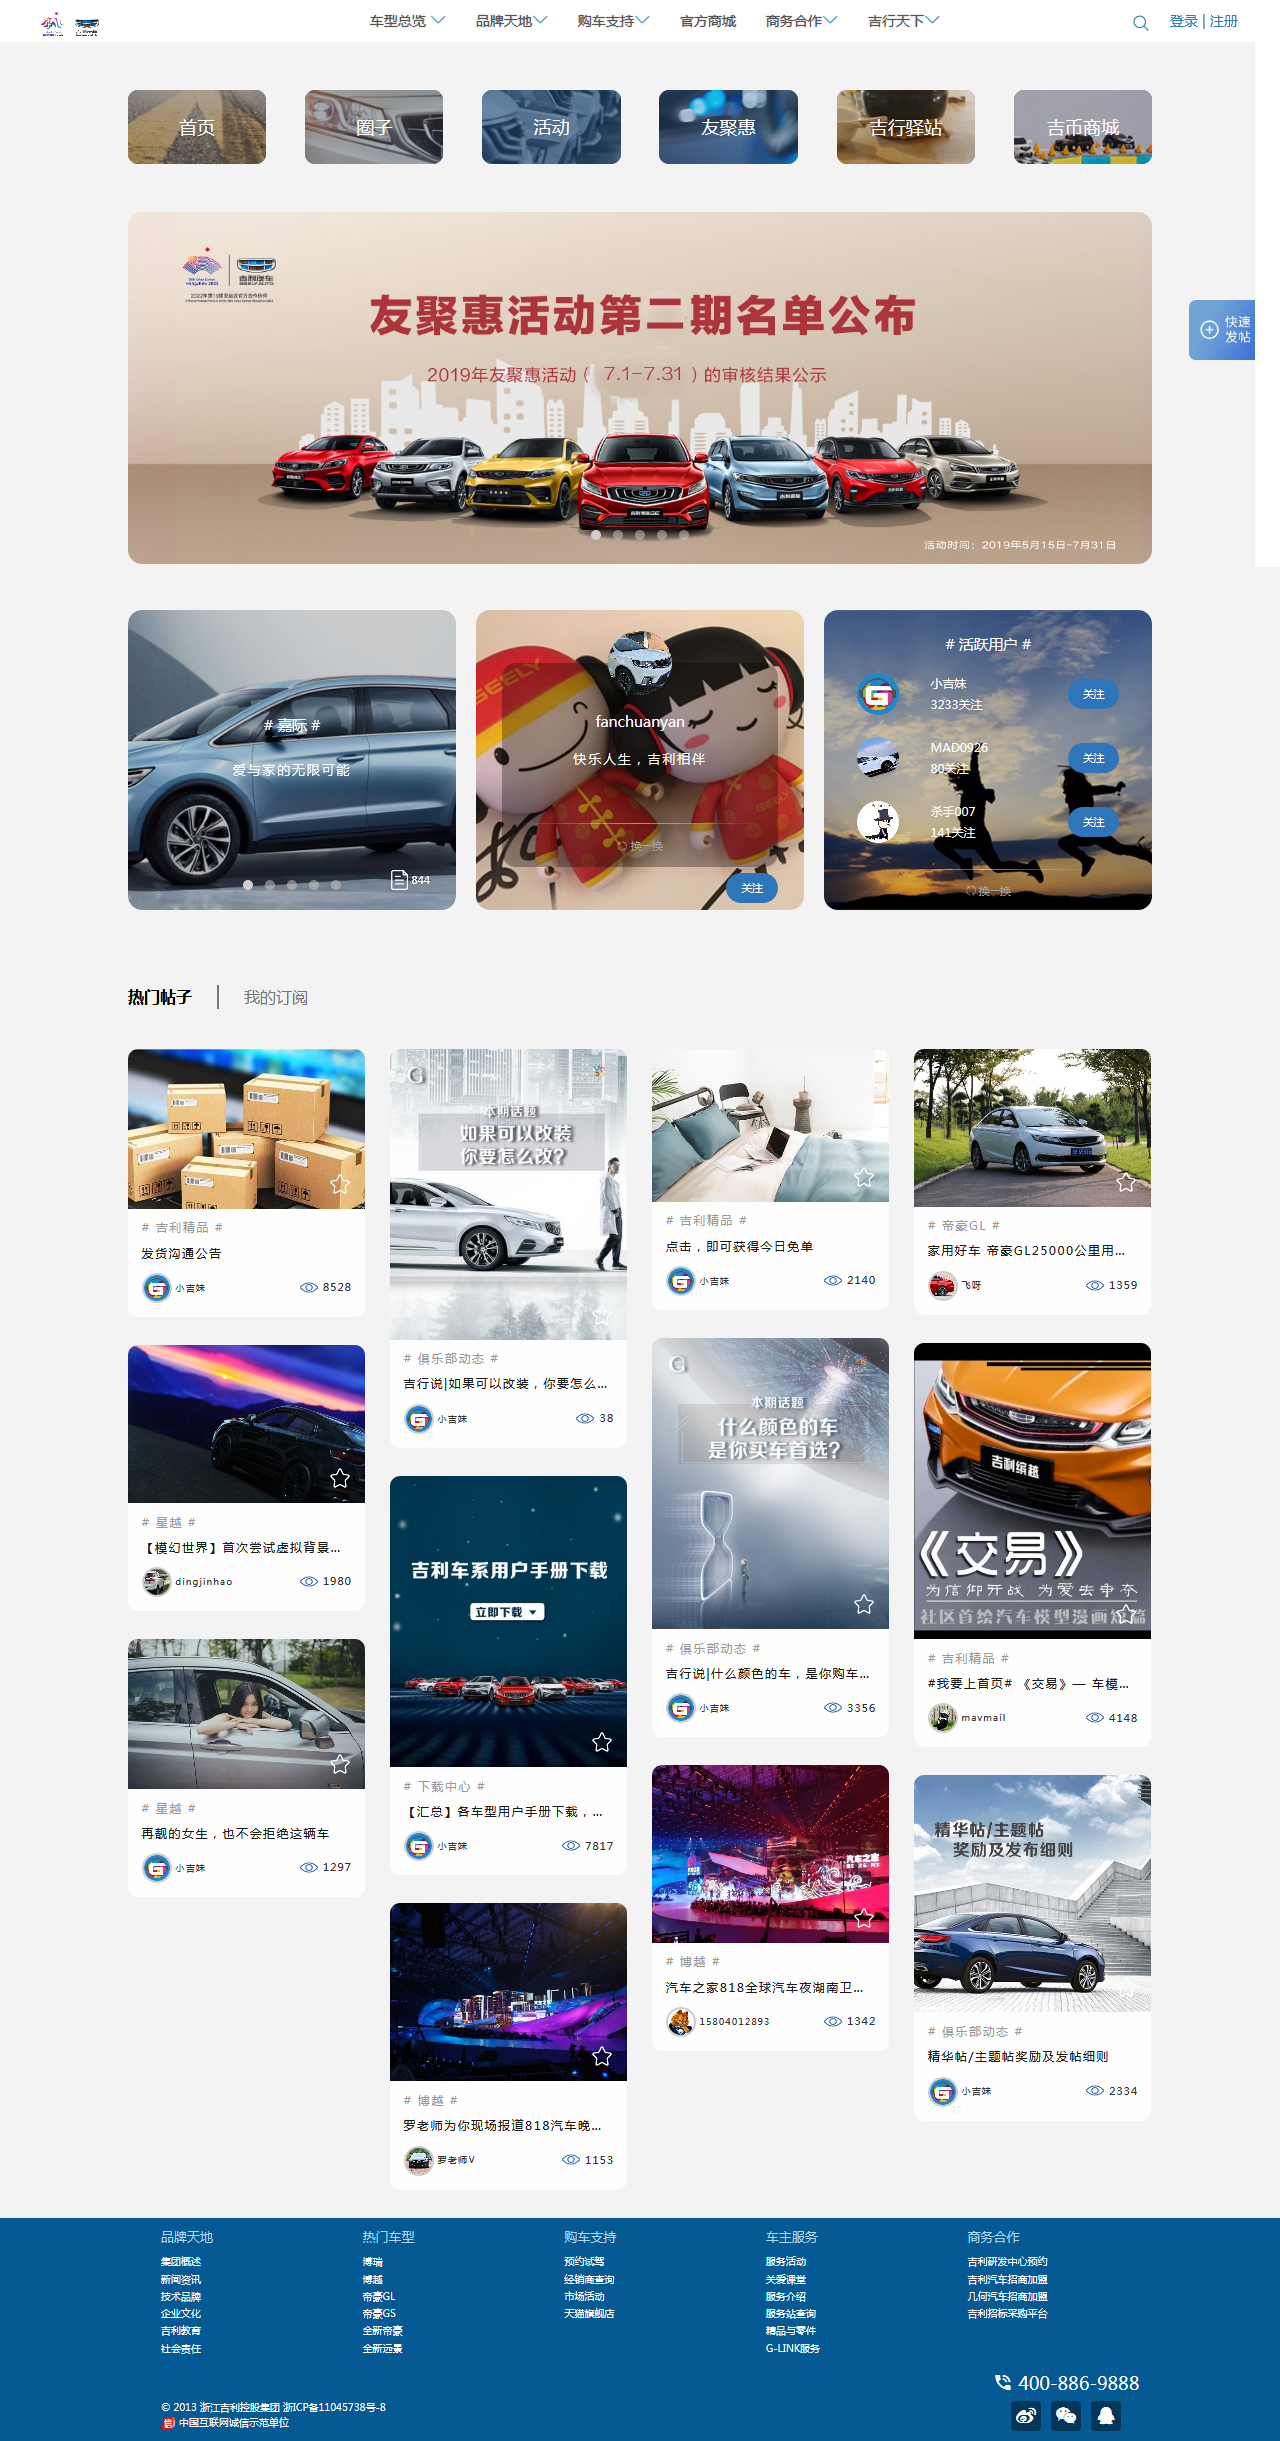 车型总览 品牌天地 购车支持 官方商城 商务合作 吉行天下
登录 | 注册
首页 圈子 活动 友聚惠 吉行驿站 吉币商城
吉利汽车
GEELY AUTO
友聚惠活动第二期名单公布
2019年友聚惠活动（7.1-7.31）的审核结果公示
活动时间：2019年5月15日-7月31日
快速
发帖
# 嘉际 #
爱与家的无限可能
844
fanchuanyan
快乐人生，吉利相伴
换一换
关注
# 活跃用户 #
小吉妹
3233关注
关注
MAD0926
80关注
关注
杀手007
141关注
关注
换一换
热门帖子 我的订阅
# 吉利精品 #
发货沟通公告
小吉妹 8528
# 星越 #
【模幻世界】首次尝试虚拟背景...
dingjinhao 1980
# 星越 #
再靓的女生，也不会拒绝这辆车
小吉妹 1297
本期话题
如果可以改装
你要怎么改？
# 俱乐部动态 #
吉行说|如果可以改装，你要怎么...
小吉妹 38
吉利车系用户手册下载
立即下载
# 下载中心 #
【汇总】各车型用户手册下载，...
小吉妹 7817
# 博越 #
罗老师为你现场报道818汽车晚...
罗老师V 1153
# 吉利精品 #
点击，即可获得今日免单
小吉妹 2140
本期话题
什么颜色的车
是你买车首选？
# 俱乐部动态 #
吉行说|什么颜色的车，是你购车...
小吉妹 3356
汽车之家
# 博越 #
汽车之家818全球汽车夜湖南卫...
15804012893 1342
# 帝豪GL #
家用好车 帝豪GL25000公里用...
飞呀 1359
吉利缤越
《交易》
为信仰开战 为爱去争夺
社区首绘汽车模型漫画短篇
# 吉利精品 #
#我要上首页# 《交易》— 车模...
mavmail 4148
精华帖/主题帖
奖励及发布细则
# 俱乐部动态 #
精华帖/主题帖奖励及发帖细则
小吉妹 2334
品牌天地
集团概述
新闻资讯
技术品牌
企业文化
吉利教育
社会责任
热门车型
博瑞
博越
帝豪GL
帝豪GS
全新帝豪
全新远景
购车支持
预约试驾
经销商查询
市场活动
天猫旗舰店
车主服务
服务活动
关爱课堂
服务介绍
服务站查询
精品与零件
G-LINK服务
商务合作
吉利研发中心预约
吉利汽车招商加盟
几何汽车招商加盟
吉利招标采购平台
400-886-9888
© 2013 浙江吉利控股集团 浙ICP备11045738号-8
中国互联网诚信示范单位